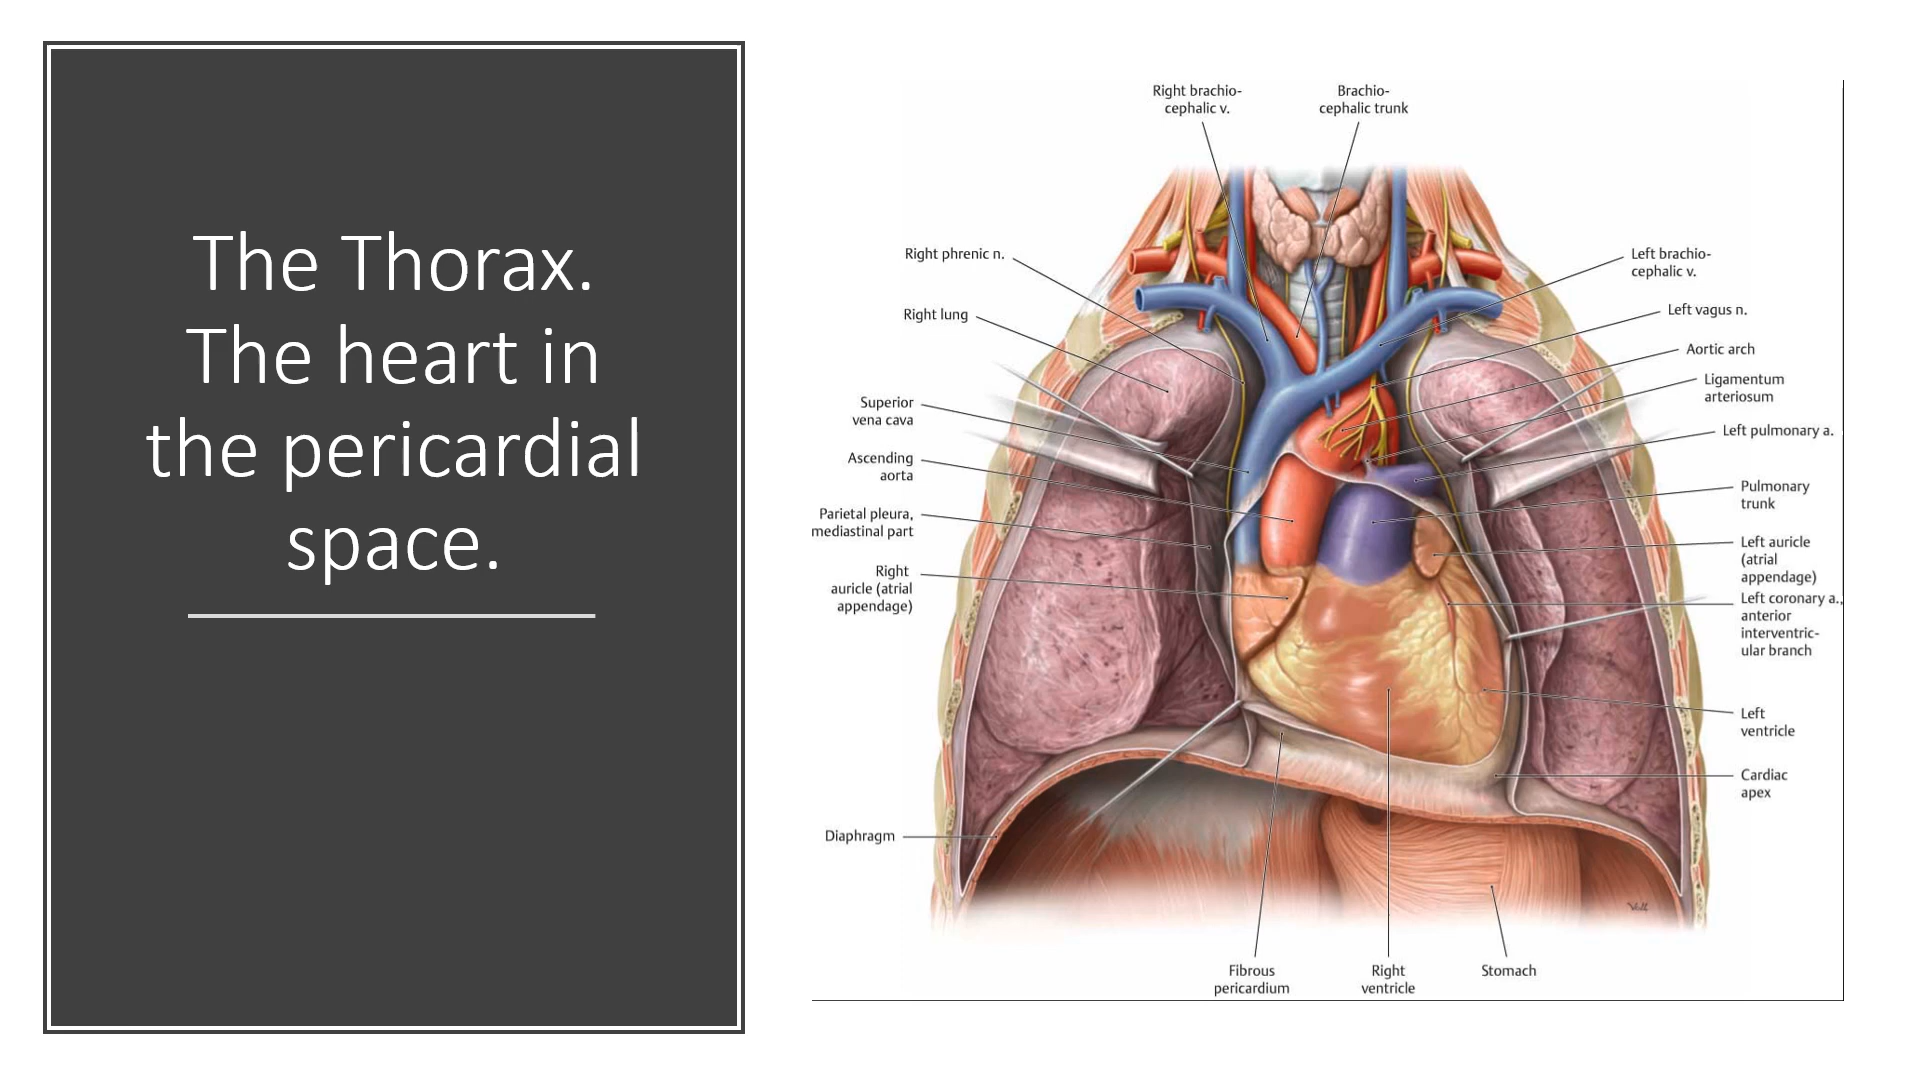 The Thorax.
The heart in
the pericardial
space.
Right brachio-
cephalic v.
Brachio-
cephalic trunk
Right phrenic n.
Right lung
Superior
vena cava
Ascending
aorta
Parietal pleura,
mediastinal part
Right
auricle (atrial
appendage)
Diaphragm
Left brachio-
cephalic v.
Left vagus n.
Aortic arch
Ligamentum
arteriosum
Left pulmonary a.
Pulmonary
trunk
Left auricle
(atrial
appendage)
Left coronary a.,
anterior
interventric-
ular branch
Left
ventricle
Cardiac
apex
Fibrous
pericardium
Right
ventricle
Stomach